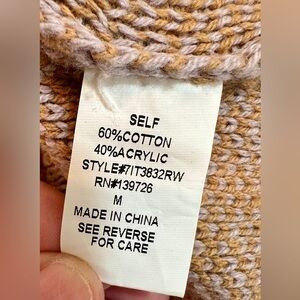 SELF
60%COTTON
40%ACRYLIC
STYLE#7IT3832RW
RN#139726
M
MADE IN CHINA
SEE REVERSE
FOR CARE